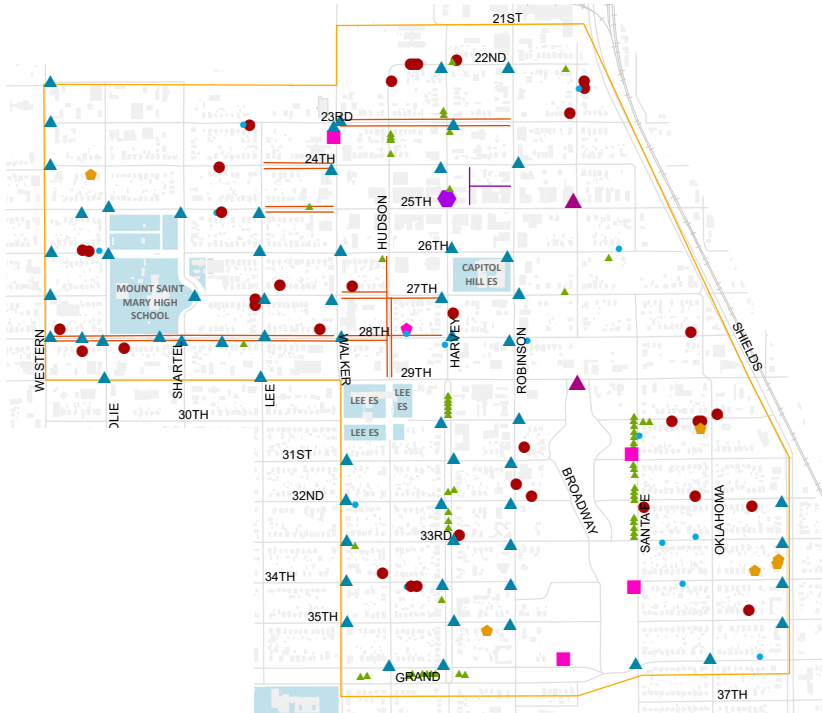 21ST
22ND
23RD
24TH
25TH
HUDSON
26TH
CAPITOL
HILL ES
27TH
MOUNT SAINT
MARY HIGH
SCHOOL
28TH
HARVEY
ROBINSON
SHIELDS
WESTERN
SHARTEL
LEE
WALKER
29TH
OLIE
30TH
LEE ES
LEE
ES
LEE ES
31ST
BROADWAY
32ND
SANTA FE
OKLAHOMA
33RD
34TH
35TH
GRAND
37TH